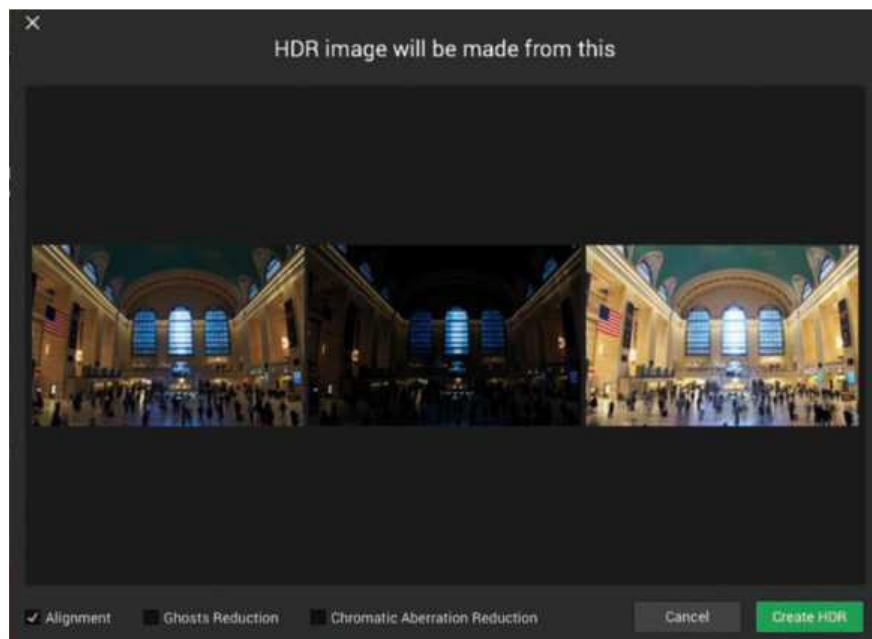 HDR image will be made from this
Alignment
Ghosts Reduction
Chromatic Aberration Reduction
Cancel
Create HDR